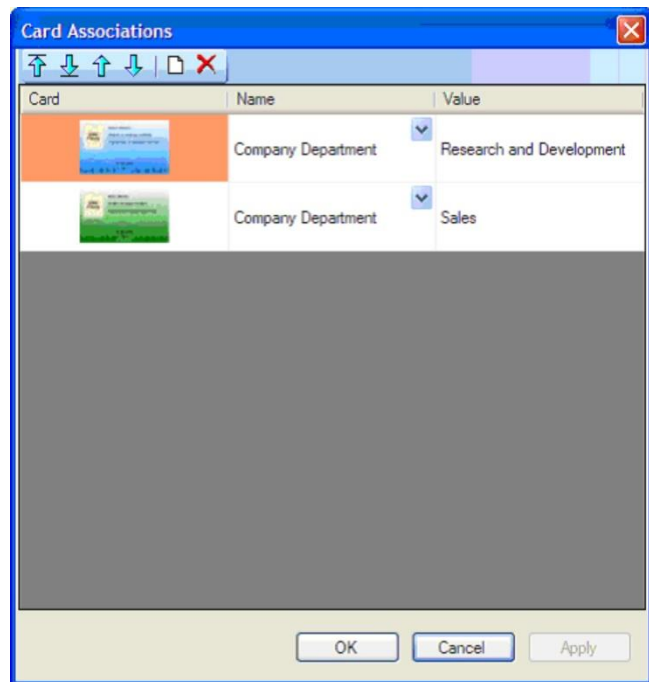 Card Associations
Card Name Value
Company Department Research and Development
Company Department Sales
OK Cancel Apply